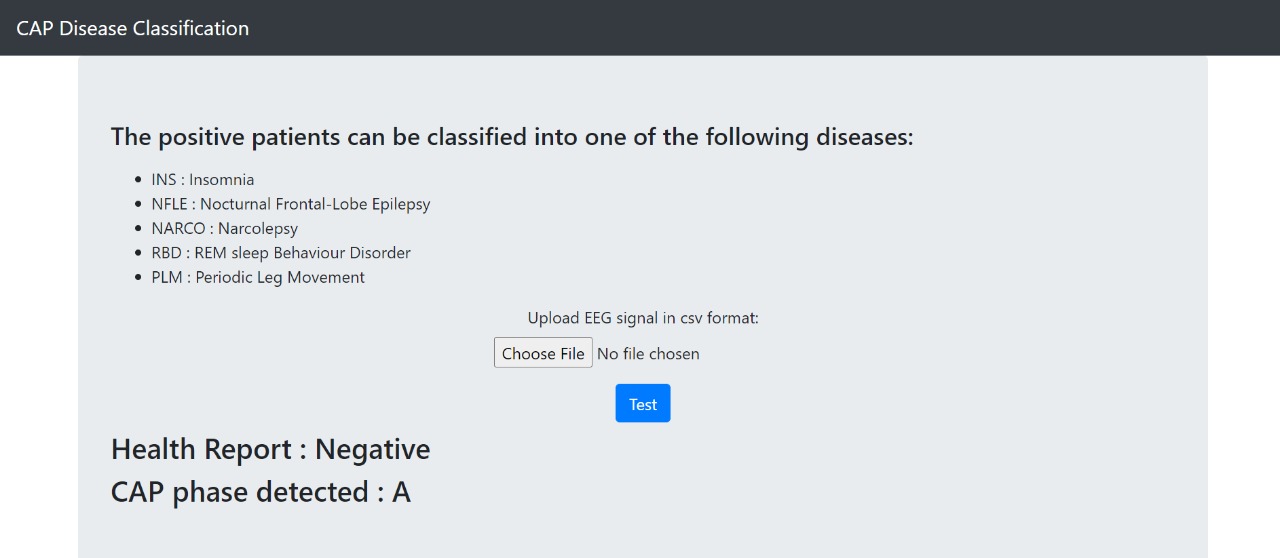 CAP Disease Classification
The positive patients can be classified into one of the following diseases:
INS : Insomnia
NFLE : Nocturnal Frontal-Lobe Epilepsy
NARCO : Narcolepsy
RBD : REM sleep Behaviour Disorder
PLM : Periodic Leg Movement
Upload EEG signal in csv format:
Choose File No file chosen
Test
Health Report : Negative
CAP phase detected : A